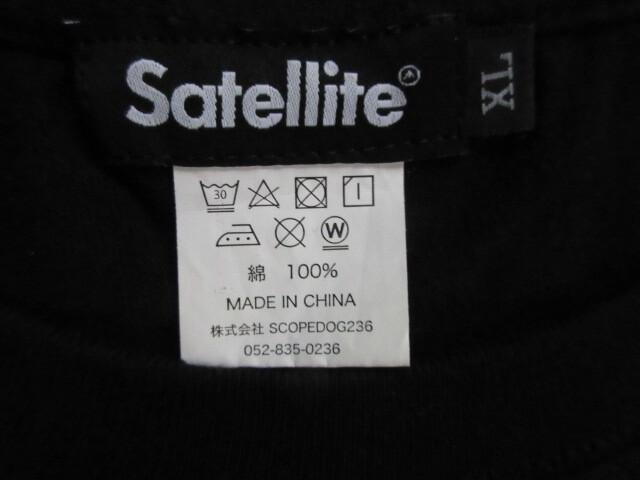 Satellite
XL
30
W
綿 100%
MADE IN CHINA
株式会社 SCOPEDOG236
052-835-0236